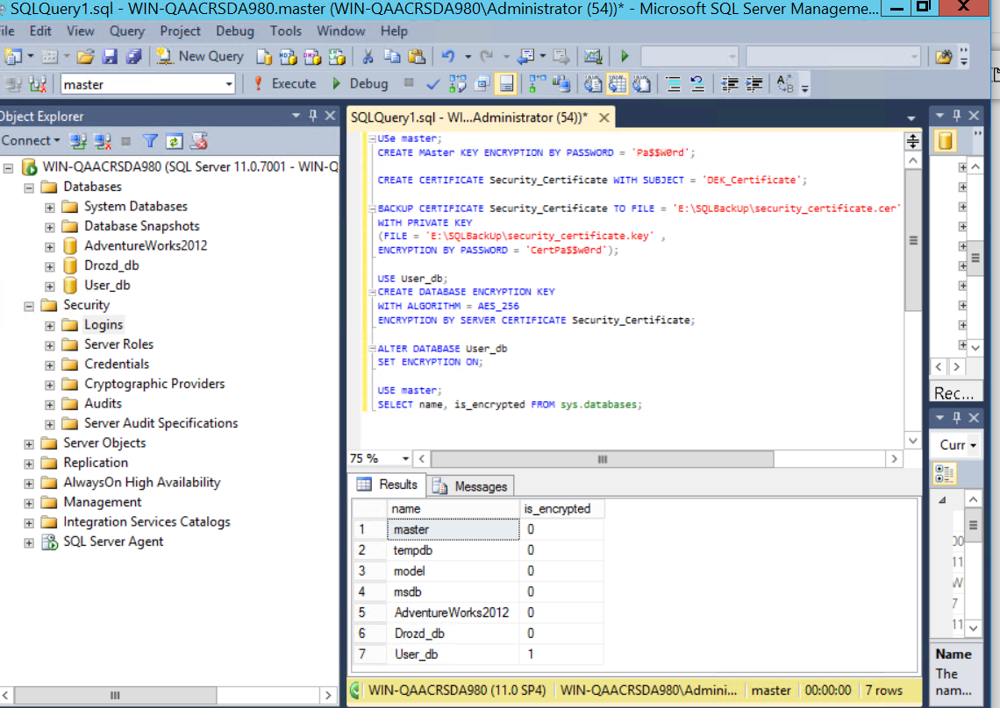 SQLQuery1.sql - WIN-QAACRSDA980.master (WIN-QAACRSDA980\Administrator (54))* - Microsoft SQL Server Manageme...
ile Edit View Query Project Debug Tools Window Help
New Query
master Execute Debug
Object Explorer
Connect
WIN-QAACRSDA980 (SQL Server 11.0.7001 - WIN-Q
Databases
System Databases
Database Snapshots
AdventureWorks2012
Drozd_db
User_db
Security
Logins
Server Roles
Credentials
Cryptographic Providers
Audits
Server Audit Specifications
Server Objects
Replication
AlwaysOn High Availability
Management
Integration Services Catalogs
SQL Server Agent
SQLQuery1.sql - WI...Administrator (54))*
USe master;
CREATE MAster KEY ENCRYPTION BY PASSWORD = 'Pa$$W0rd';
CREATE CERTIFICATE Security_Certificate WITH SUBJECT = 'DEK_Certificate';
BACKUP CERTIFICATE Security_Certificate TO FILE = 'E:\SQLBackUp\security_certificate.cer'
WITH PRIVATE KEY
(FILE = 'E:\SQLBackUp\security_certificate.key' ,
ENCRYPTION BY PASSWORD = 'CertPa$$w0rd');
USE User_db;
CREATE DATABASE ENCRYPTION KEY
WITH ALGORITHM = AES_256
ENCRYPTION BY SERVER CERTIFICATE Security_Certificate;
ALTER DATABASE User_db
SET ENCRYPTION ON;
USE master;
SELECT name, is_encrypted FROM sys.databases;
75 %
Results Messages
name is_encrypted
1 master 0
2 tempdb 0
3 model 0
4 msdb 0
5 AdventureWorks2012 0
6 Drozd_db 0
7 User_db 1
WIN-QAACRSDA980 (11.0 SP4) WIN-QAACRSDA980\Admini... master 00:00:00 7 rows
Rec...
Curr
00
11
W
7
11
Name
The
nam...